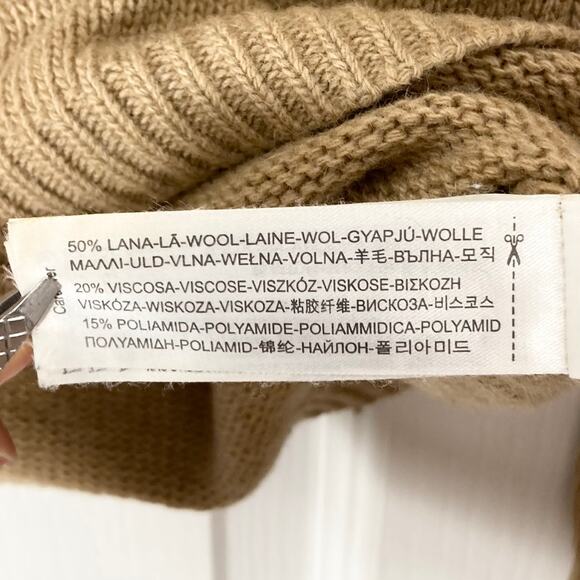 50% LANA-LÃ-WOOL-LAINE-WOL-GYAPJÚ-WOLLE
ΜΑΛΛΙ-ULD-VLNA-WEŁNA-VOLNA-羊毛-ВЪЛНА-모직
20% VISCOSA-VISCOSE-VISZKÓZ-VISKOSE-ΒΙΣΚΟΖΗ
VISKÓZA-WISKOZA-VISKOZA-粘胶纤维-ВИСКОЗА-비스코스
15% POLIAMIDA-POLYAMIDE-POLIAMMIDICA-POLYAMID
ΠΟΛΥΑΜΙΔΗ-POLIAMID-锦纶-НАЙЛОН-폴리아미드